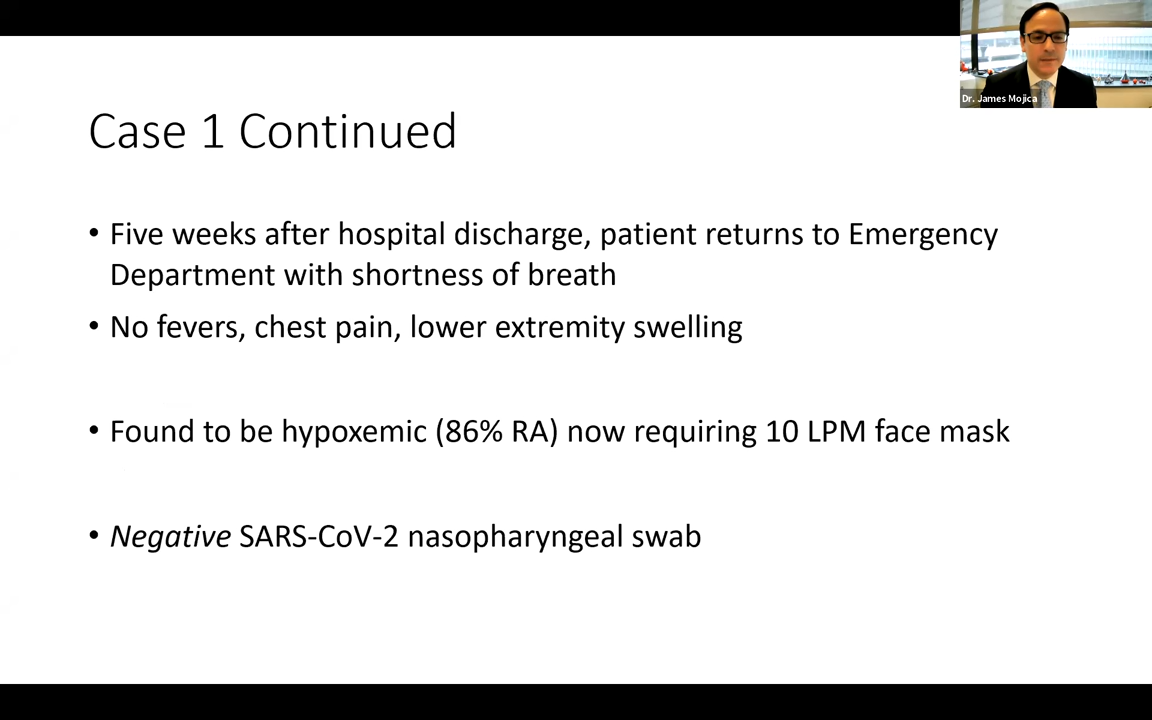 Dr. James Mojica
Case 1 Continued
• Five weeks after hospital discharge, patient returns to Emergency
Department with shortness of breath
• No fevers, chest pain, lower extremity swelling
• Found to be hypoxemic (86% RA) now requiring 10 LPM face mask
• Negative SARS-CoV-2 nasopharyngeal swab